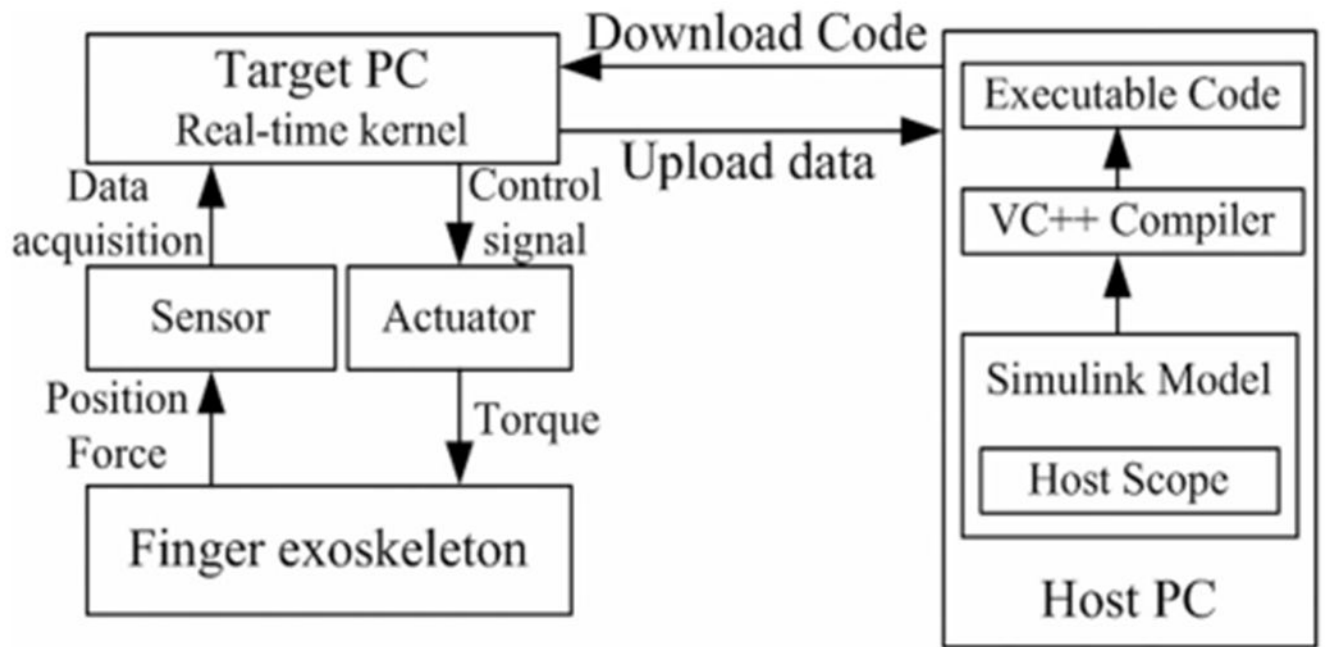 Target PC
Real-time kernel
Download Code
Upload data
Data
acquisition
Control
signal
Sensor
Actuator
Position
Force
Torque
Finger exoskeleton
Executable Code
VC++ Compiler
Simulink Model
Host Scope
Host PC